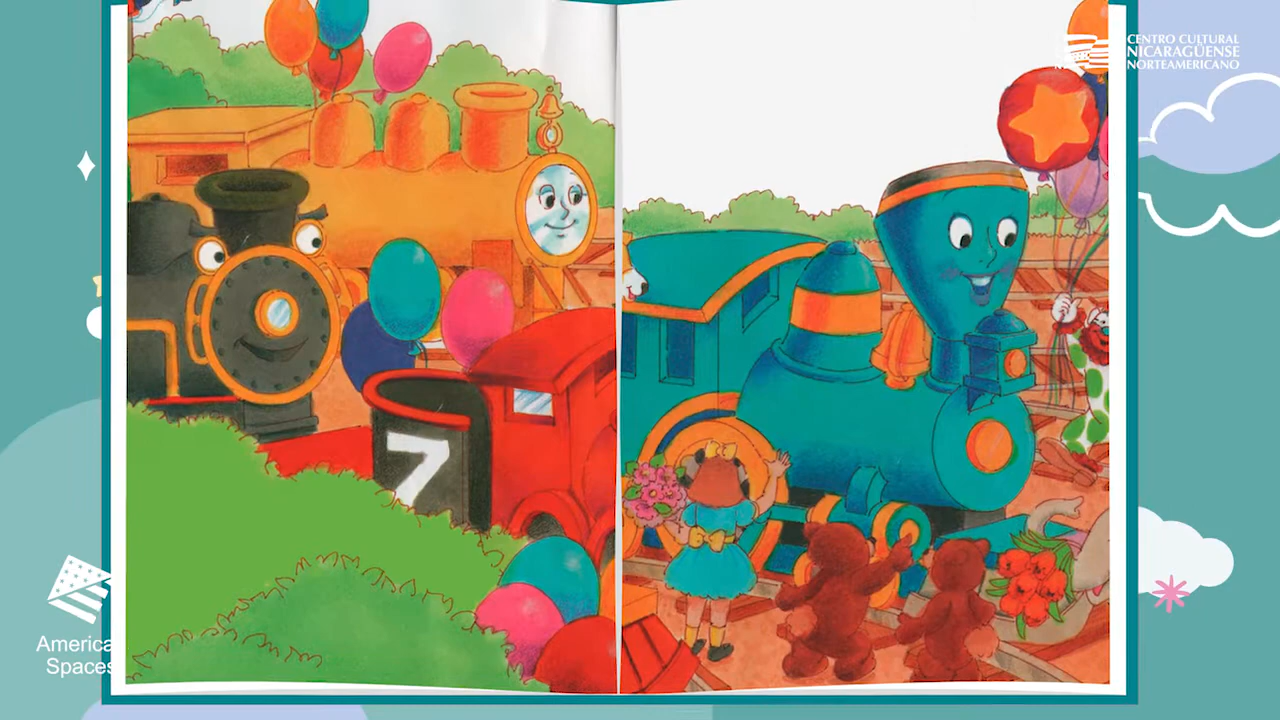 CENTRO CULTURAL
NICARAGÜENSE
NORTEAMERICANO
7
America
Spaces